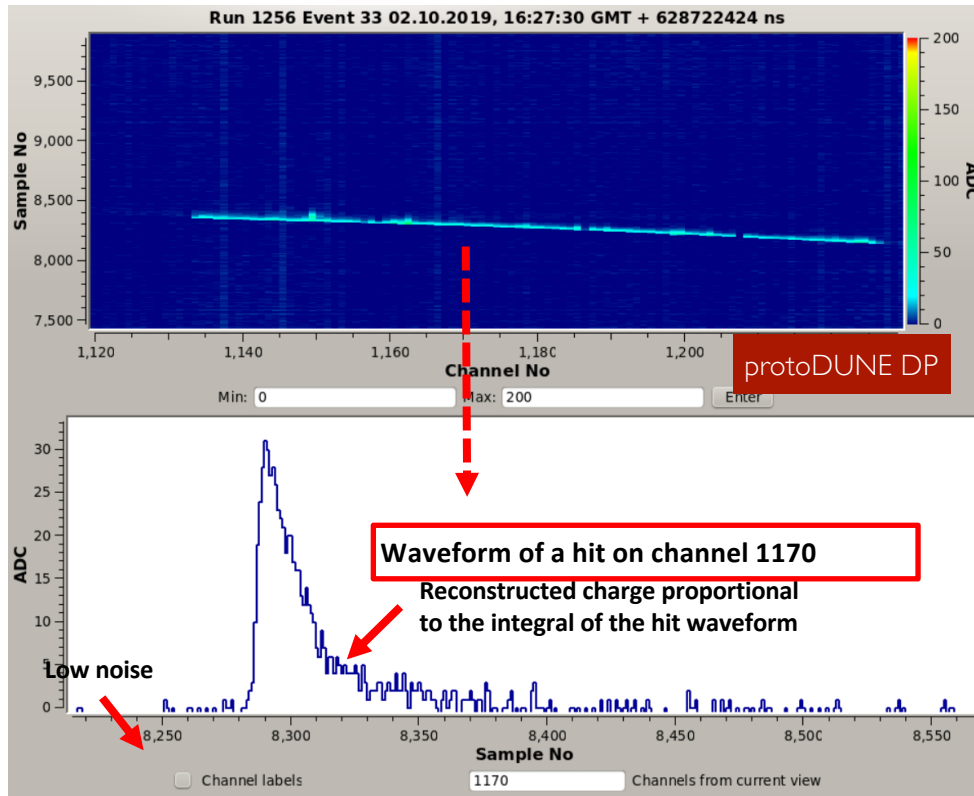 Run 1256 Event 33 02.10.2019, 16:27:30 GMT + 628722424 ns
200
150
100
50
0
ADC
9,500
9,000
8,500
8,000
7,500
Sample No
1,120
1,140
1,160
1,180
1,200
Channel No
protoDUNE DP
Min: 0 Max: 200 Enter
30
25
20
15
10
5
0
ADC
Waveform of a hit on channel 1170
Reconstructed charge proportional
to the integral of the hit waveform
Low noise
8,250
8,300
8,350
8,400
8,450
8,500
8,550
Sample No
Channel labels
1170 Channels from current view